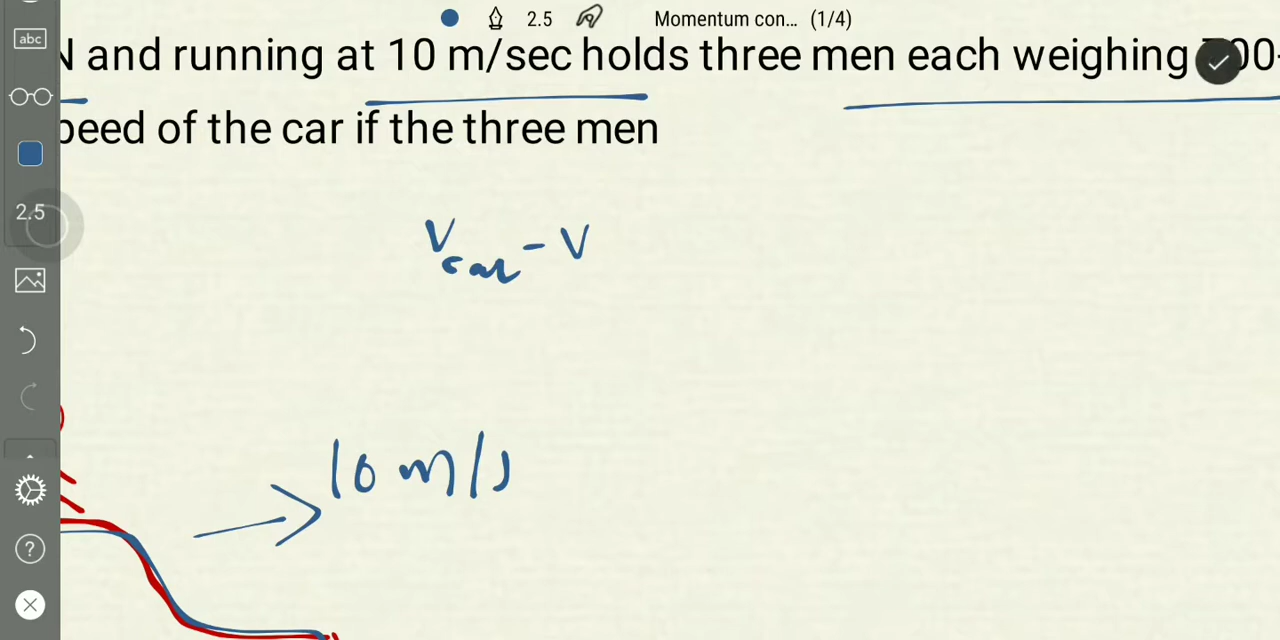 abc
2.5 Momentum con... (1/4)
N and running at 10 m/sec holds three men each weighing
peed of the car if the three men
2.5
V car - V
10 m/s
?